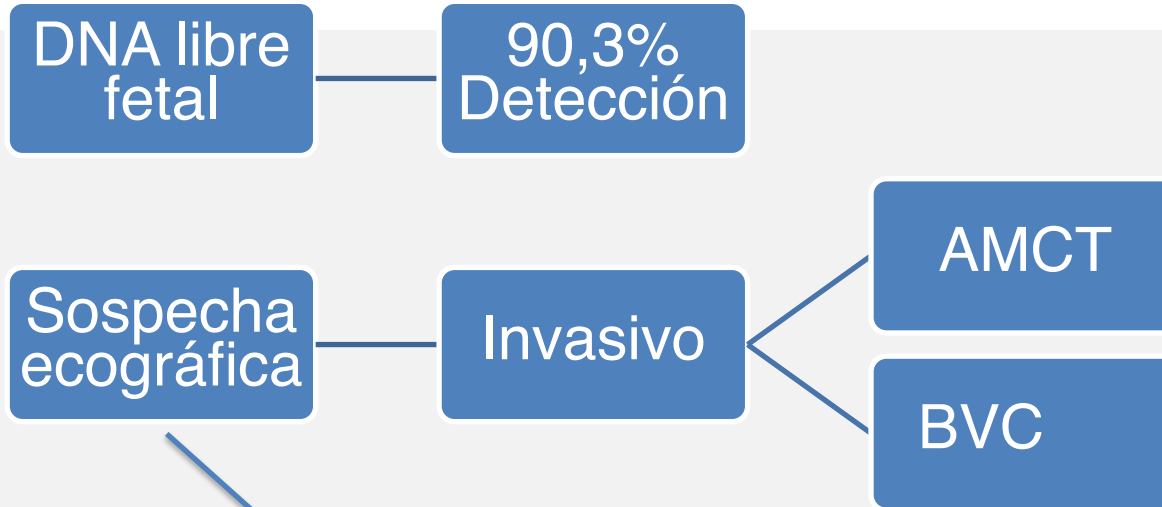 DNA libre
fetal
90,3%
Detección
AMCT
Sospecha
ecográfica
Invasivo
BVC